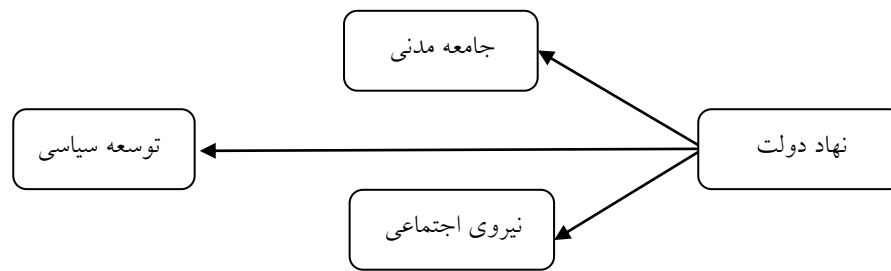 جامعه مدنی
نهاد دولت
توسعه سیاسی
نیروی اجتماعی